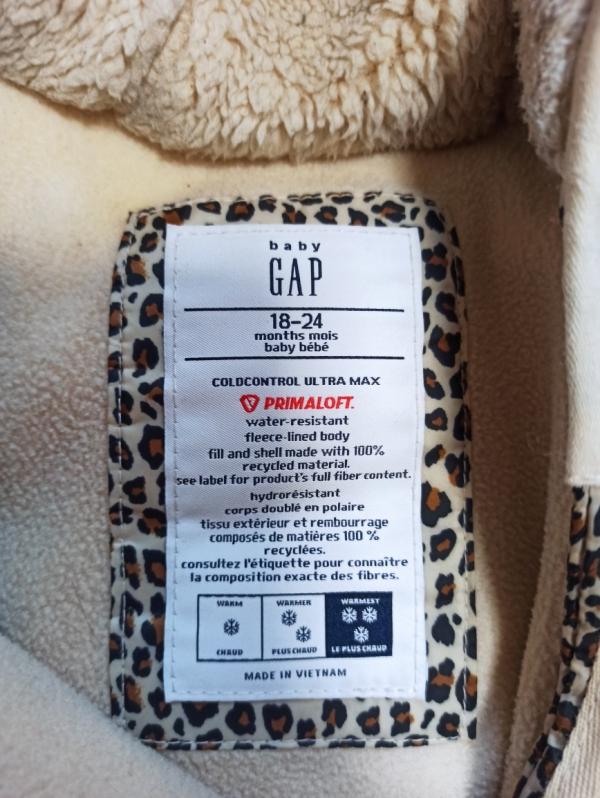 baby
GAP
18–24
months mois
baby bébé
COLDCONTROL ULTRA MAX
PRIMALOFT.
water-resistant
fleece-lined body
fill and shell made with 100%
recycled material.
see label for product's full fiber content.
hydrorésistant
corps doublé en polaire
tissu extérieur et rembourrage
composés de matières 100 %
recyclées.
consultez l'étiquette pour connaître
la composition exacte des fibres.
WARM WARMER WARMEST
CHAUD PLUS CHAUD LE PLUS CHAUD
MADE IN VIETNAM